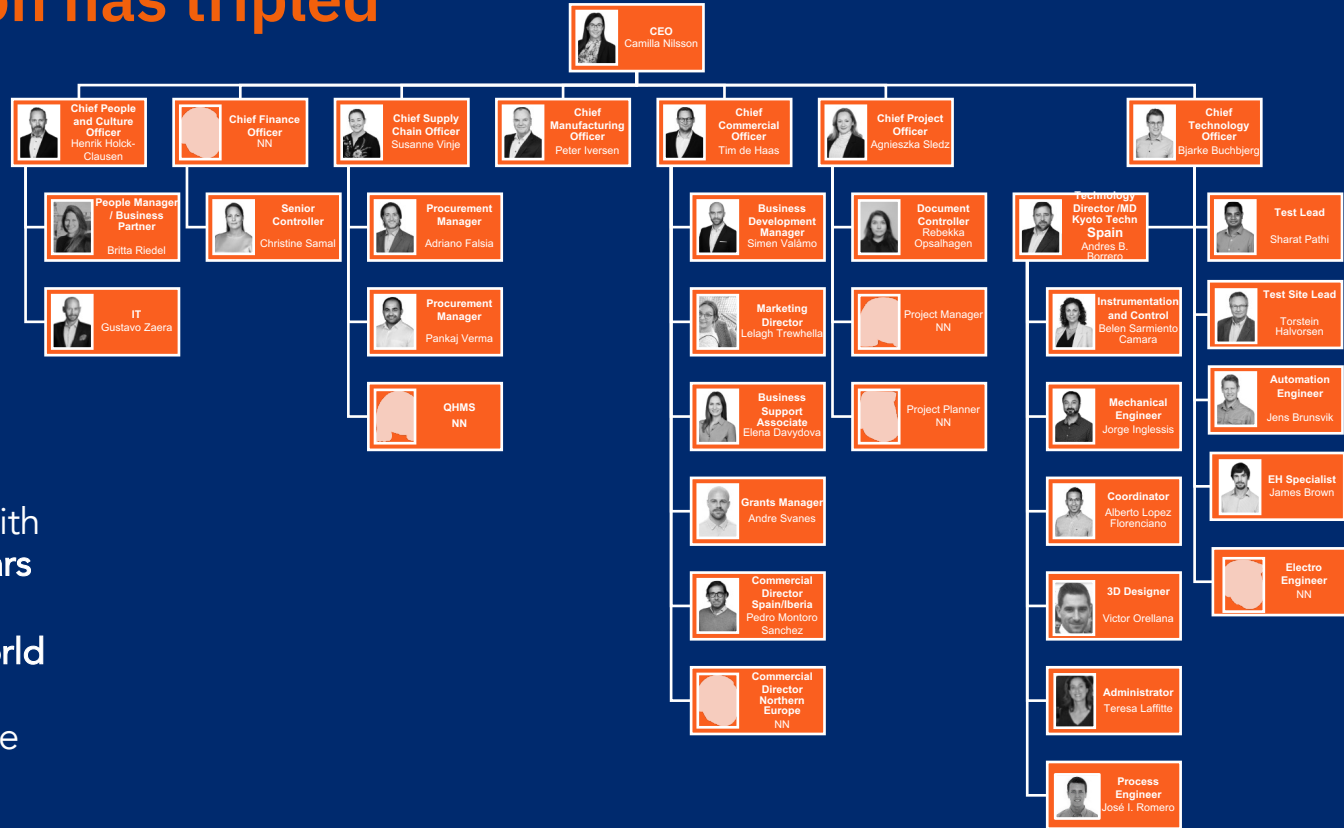 on has tripled
CEO
Camilla Nilsson
Chief People
and Culture
Officer
Henrik Holck-
Clausen
Chief Finance
Officer
NN
Chief Supply
Chain Officer
Susanne Vinje
Chief
Manufacturing
Officer
Peter Iversen
Chief
Commercial
Officer
Tim de Haas
Chief Project
Officer
Agnieszka Sledz
Chief
Technology
Officer
Bjarke Buchbjerg
People Manager
/ Business
Partner
Britta Riedel
IT
Gustavo Zaera
Senior
Controller
Christine Samal
Procurement
Manager
Adriano Falsia
Procurement
Manager
Pankaj Verma
QHMS
NN
Business
Development
Manager
Simen Valåmo
Marketing
Director
Lelagh Trewhella
Business
Support
Associate
Elena Davydova
Grants Manager
Andre Svanes
Commercial
Director
Spain/Iberia
Pedro Montoro
Sanchez
Commercial
Director
Northern
Europe
NN
Document
Controller
Rebekka
Opsalhagen
Project Manager
NN
Project Planner
NN
Technology
Director /MD
Kyoto Techn
Spain
Andres B.
Borrero
Instrumentation
and Control
Belen Sarmiento
Camara
Mechanical
Engineer
Jorge Inglessis
Coordinator
Alberto Lopez
Florenciano
3D Designer
Victor Orellana
Administrator
Teresa Laffitte
Process
Engineer
José I. Romero
Test Lead
Sharat Pathi
Test Site Lead
Torstein
Halvorsen
Automation
Engineer
Jens Brunsvik
EH Specialist
James Brown
Electro
Engineer
NN
ith
ars
orld
e